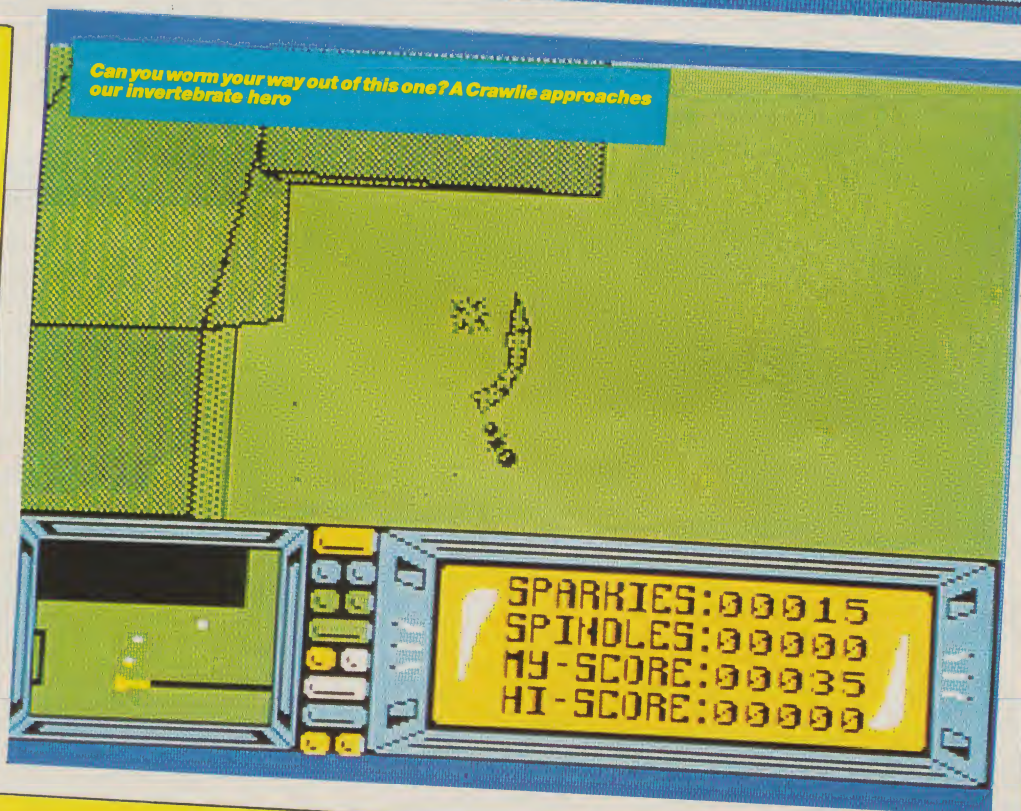 Can you worm your way out of this one? A Crawlie approaches
our invertebrate hero
SPARKIES:00015
SPINDLES:00000
MY-SCORE:00035
HI-SCORE:00000